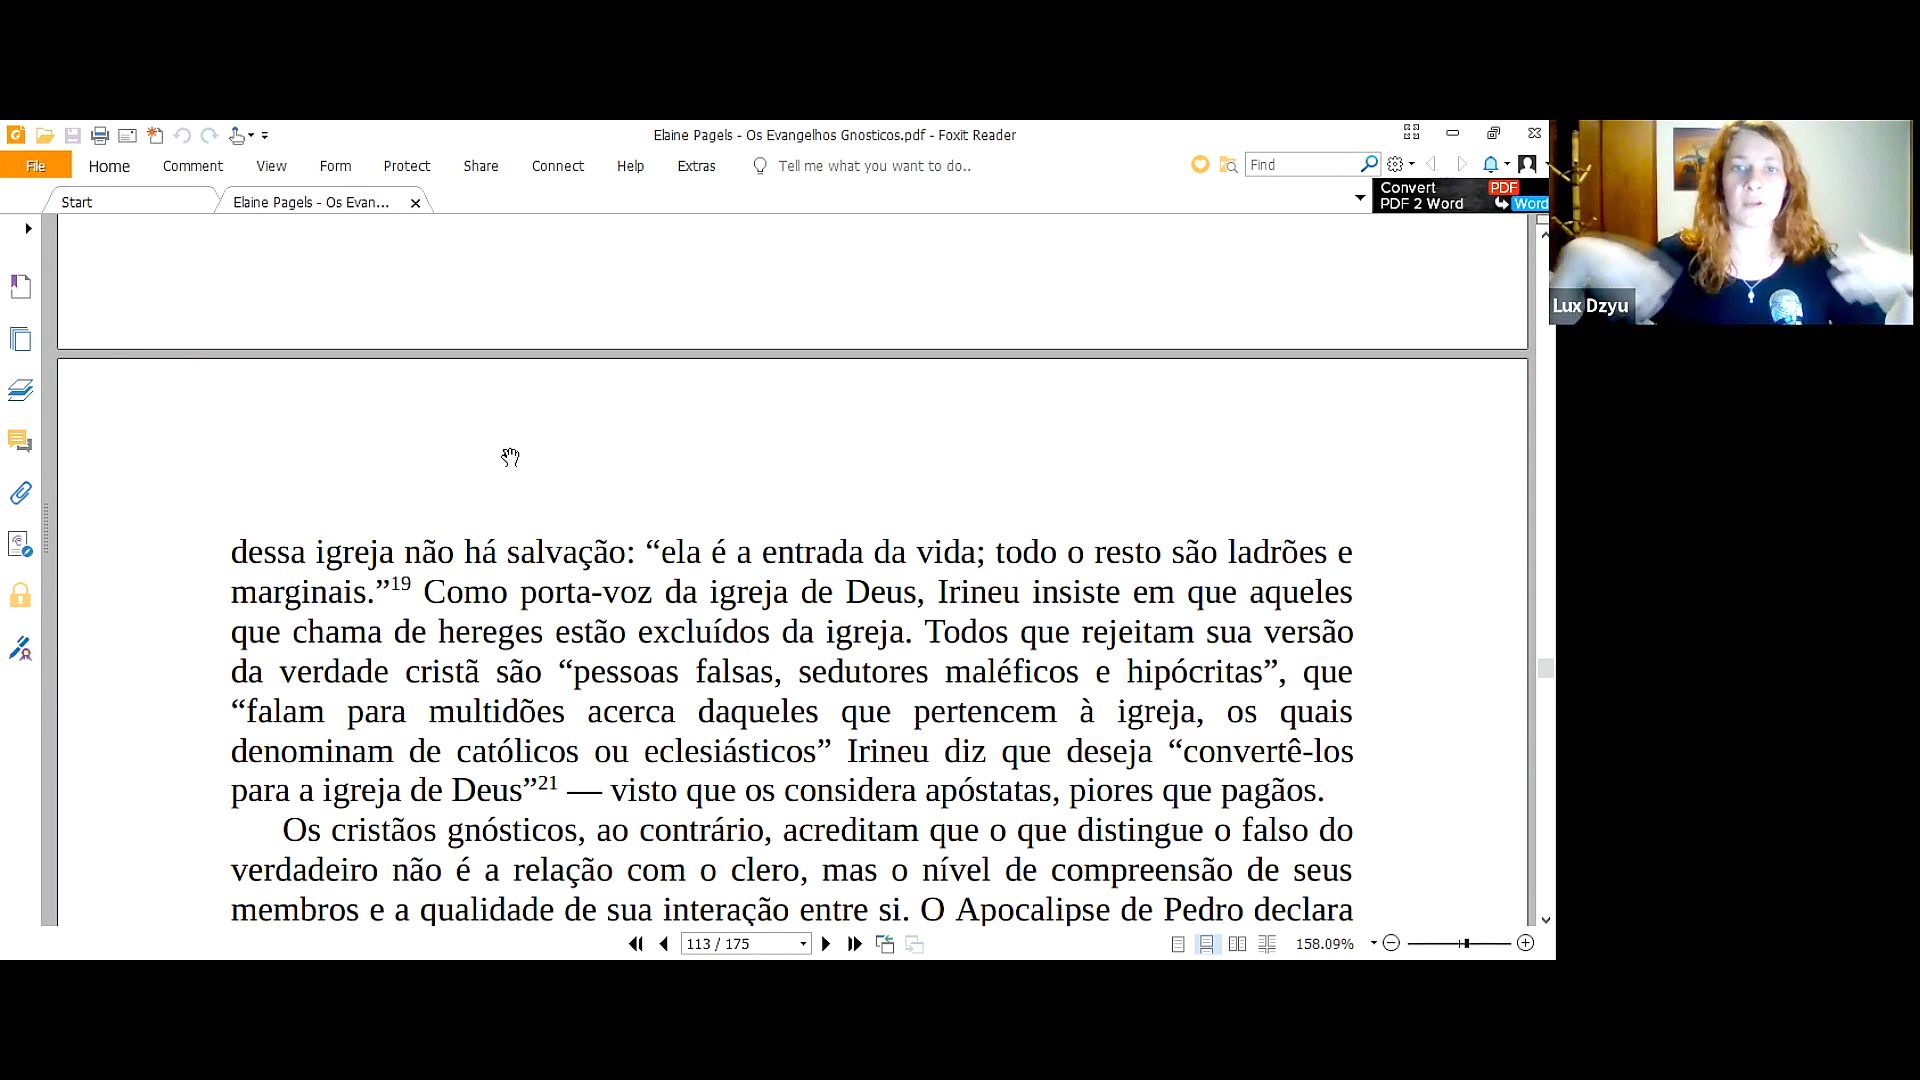 Elaine Pagels - Os Evangelhos Gnosticos.pdf - Foxit Reader
File Home Comment View Form Protect Share Connect Help Extras Tell me what you want to do.. Find
Start Elaine Pagels - Os Evan...
Convert PDF
PDF 2 Word Word
Lux Dzyu
dessa igreja não há salvação: “ela é a entrada da vida; todo o resto são ladrões e
marginais.”19 Como porta-voz da igreja de Deus, Irineu insiste em que aqueles
que chama de hereges estão excluídos da igreja. Todos que rejeitam sua versão
da verdade cristã são “pessoas falsas, sedutores maléficos e hipócritas”, que
“falam para multidões acerca daqueles que pertencem à igreja, os quais
denominam de católicos ou eclesiásticos” Irineu diz que deseja “convertê-los
para a igreja de Deus”21 — visto que os considera apóstatas, piores que pagãos.
Os cristãos gnósticos, ao contrário, acreditam que o que distingue o falso do
verdadeiro não é a relação com o clero, mas o nível de compreensão de seus
membros e a qualidade de sua interação entre si. O Apocalipse de Pedro declara
113 / 175 158.09%